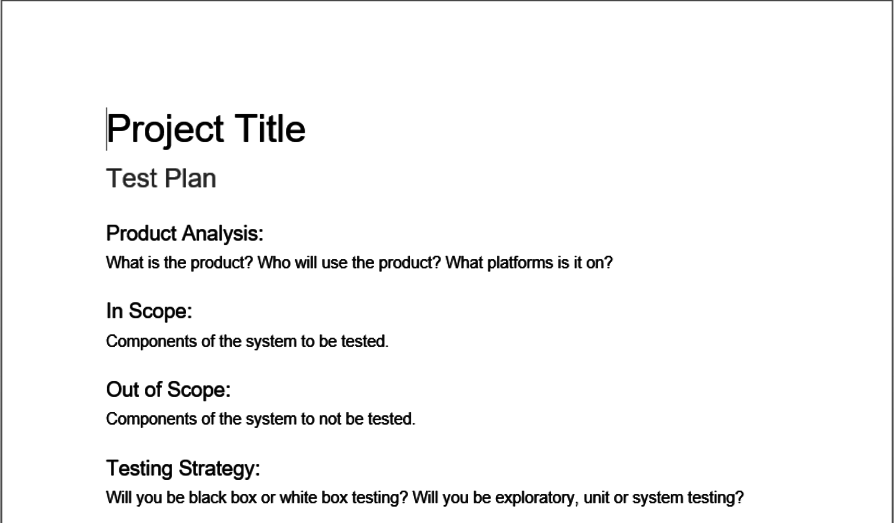 Project Title
Test Plan
Product Analysis:
What is the product? Who will use the product? What platforms is it on?
In Scope:
Components of the system to be tested.
Out of Scope:
Components of the system to not be tested.
Testing Strategy:
Will you be black box or white box testing? Will you be exploratory, unit or system testing?